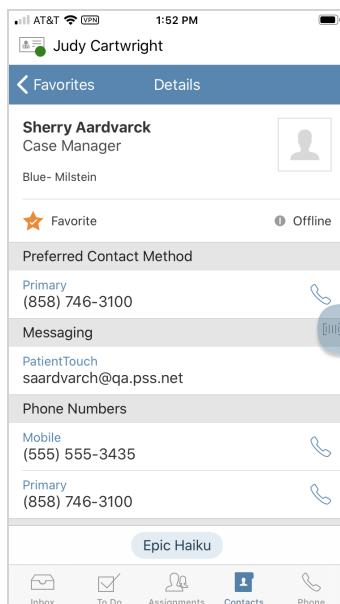 AT&T VPN 1:52 PM
Judy Cartwright
Favorites Details
Sherry Aardvarck
Case Manager
Blue- Milstein
Favorite Offline
Preferred Contact Method
Primary
(858) 746-3100
Messaging
PatientTouch
saardvarch@qa.pss.net
Phone Numbers
Mobile
(555) 555-3435
Primary
(858) 746-3100
Epic Haiku
Inbox To Do Assignments Contacts Phone